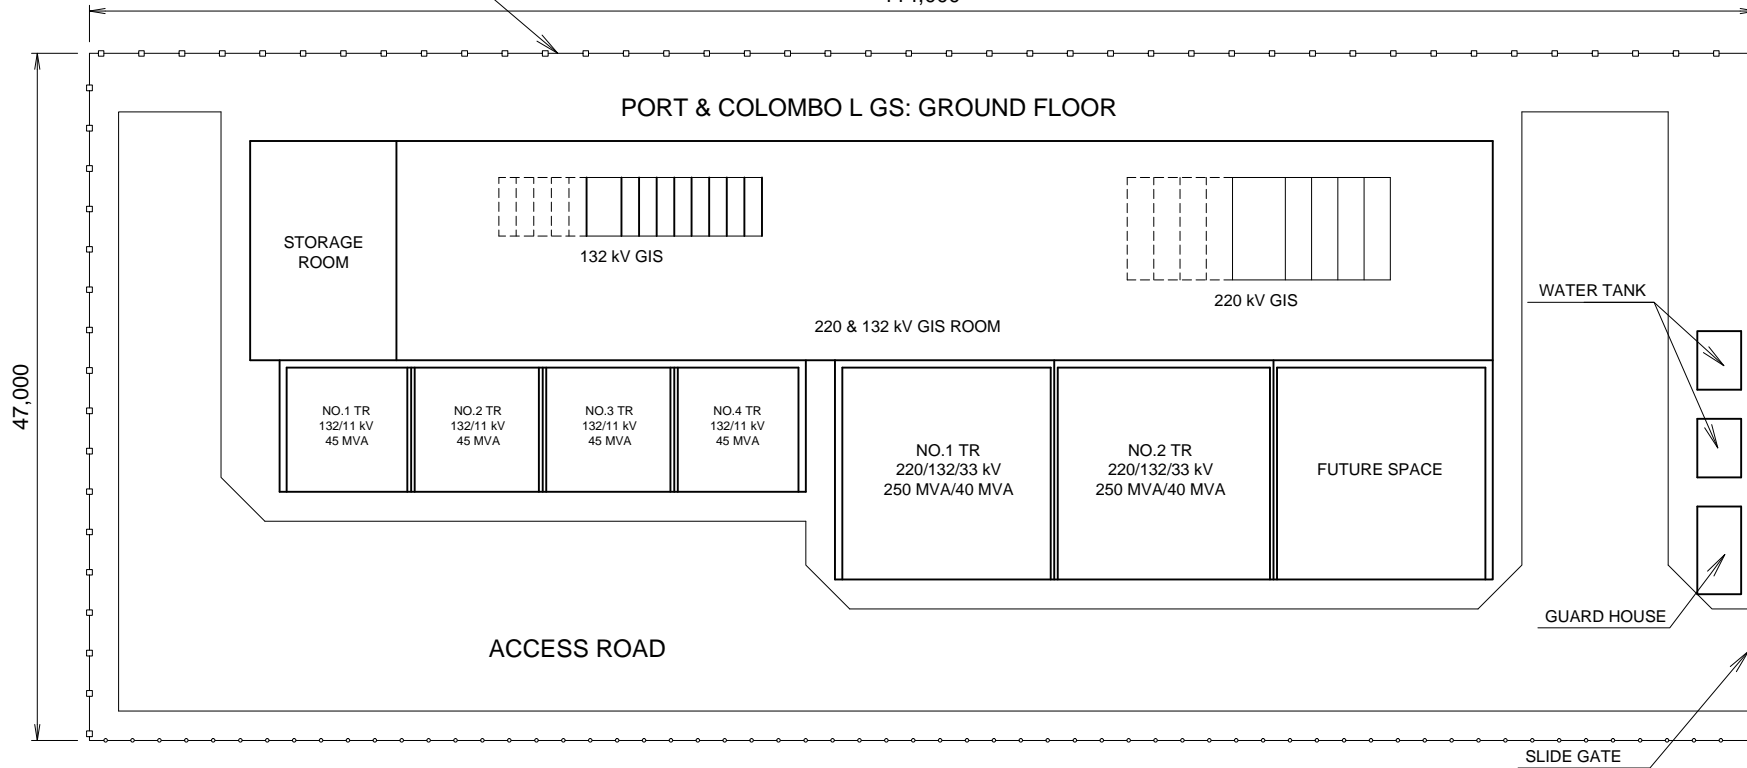 PORT & COLOMBO L GS: GROUND FLOOR
STORAGE
ROOM
132 kV GIS
220 kV GIS
220 & 132 kV GIS ROOM
WATER TANK
47,000
NO.1 TR
132/11 kV
45 MVA
NO.2 TR
132/11 kV
45 MVA
NO.3 TR
132/11 kV
45 MVA
NO.4 TR
132/11 kV
45 MVA
NO.1 TR
220/132/33 kV
250 MVA/40 MVA
NO.2 TR
220/132/33 kV
250 MVA/40 MVA
FUTURE SPACE
GUARD HOUSE
ACCESS ROAD
SLIDE GATE